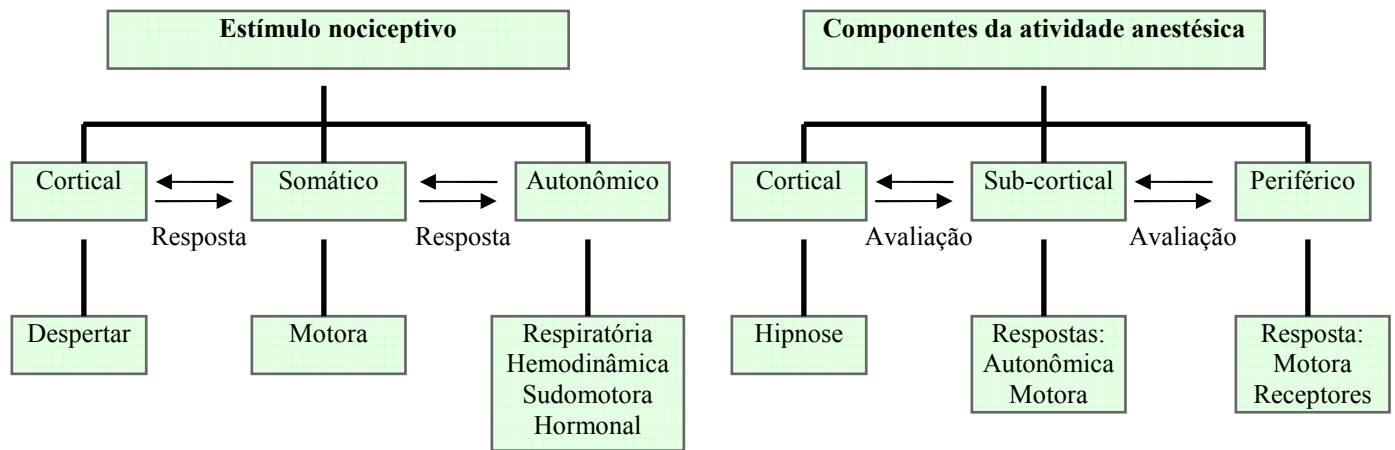 Estímulo nociceptivo
Cortical
Somático
Autonômico
Resposta
Resposta
Despertar
Motora
Respiratória
Hemodinâmica
Sudomotora
Hormonal
Componentes da atividade anestésica
Cortical
Sub-cortical
Periférico
Avaliação
Avaliação
Hipnose
Respostas:
Autonômica
Motora
Resposta:
Motora
Receptores